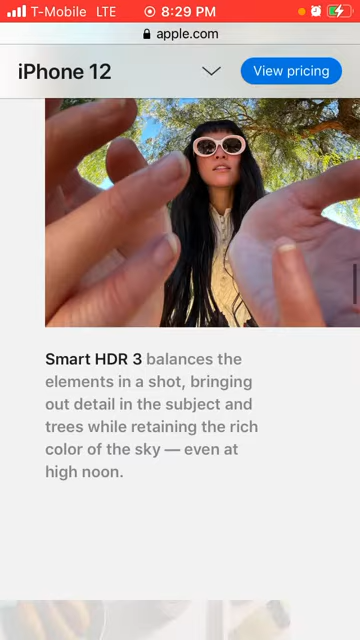 T-Mobile LTE 8:29 PM
apple.com
iPhone 12 View pricing
Smart HDR 3 balances the
elements in a shot, bringing
out detail in the subject and
trees while retaining the rich
color of the sky — even at
high noon.